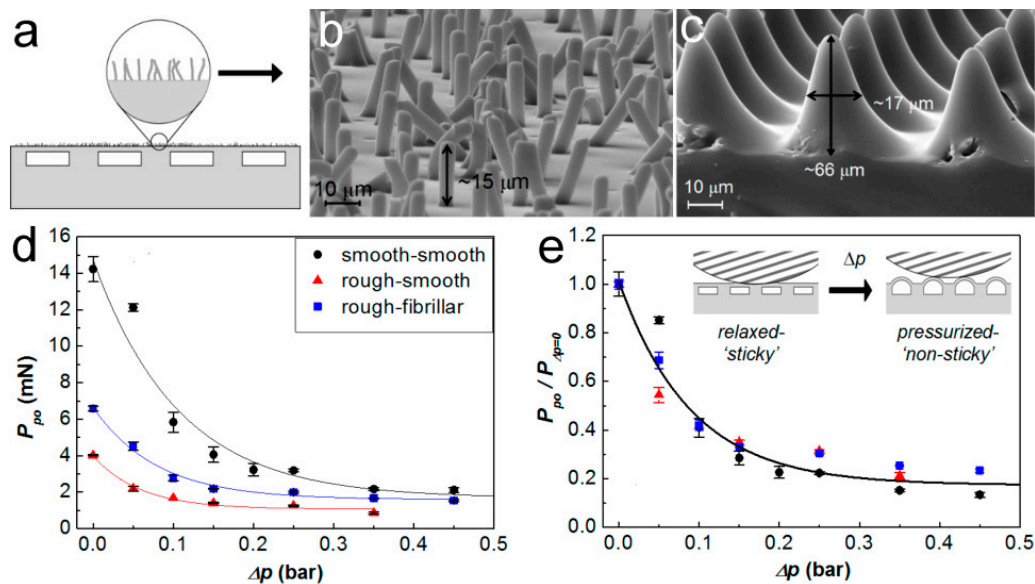 a
b
~15 μm
10 μm
c
~17 μm
~66 μm
10 μm
d
16
14
12
10
8
6
4
2
0
P_po (mN)
smooth-smooth
rough-smooth
rough-fibrillar
0.0 0.1 0.2 0.3 0.4 0.5
Δp (bar)
e
1.2
1.0
0.8
0.6
0.4
0.2
0.0
P_po / P_Δp=0
Δp
relaxed-
'sticky'
pressurized-
'non-sticky'
0.0 0.1 0.2 0.3 0.4 0.5
Δp (bar)